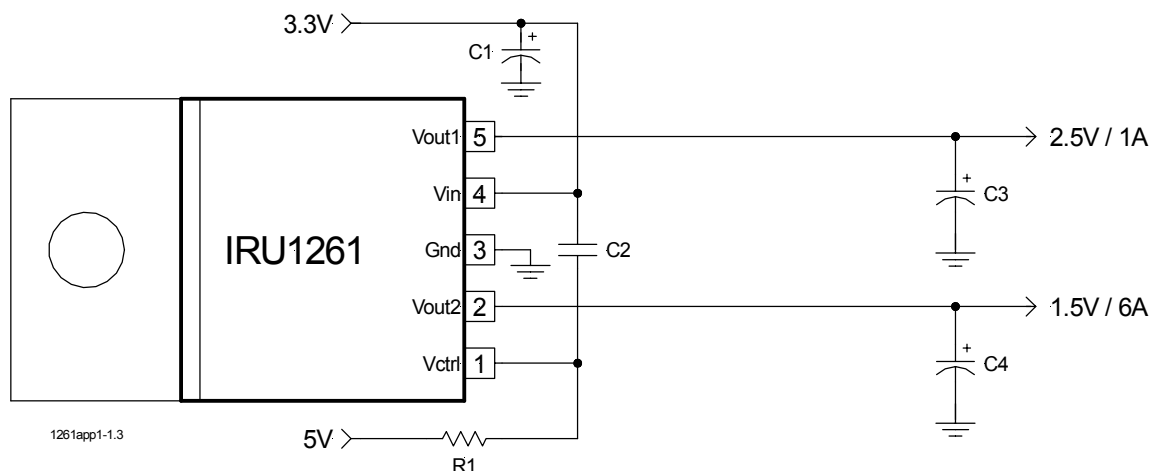 3.3V
C1
+
Vout1 5
2.5V / 1A
Vin 4
+
C3
IRU1261
Gnd 3
C2
Vout2 2
1.5V / 6A
Vctrl 1
+
C4
1261app1-1.3
5V
R1